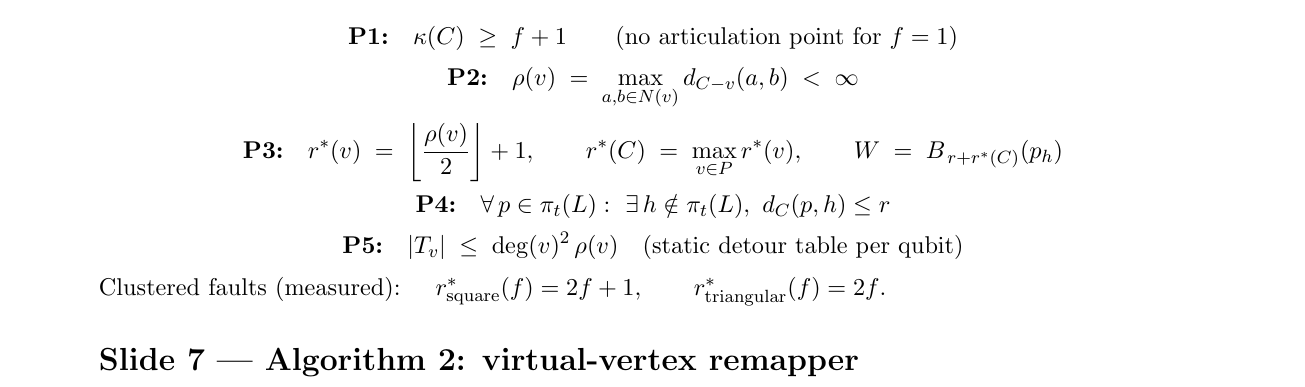 P1: κ(C) ≥ f + 1 (no articulation point for f = 1)
P2: ρ(v) = max_{a,b∈N(v)} d_{C−v}(a, b) < ∞
P3: r*(v) = ⌊ρ(v)/2⌋ + 1, r*(C) = max_{v∈P} r*(v), W = B_{r+r*(C)}(p_h)
P4: ∀ p ∈ π_t(L) : ∃ h ∉ π_t(L), d_C(p, h) ≤ r
P5: |T_v| ≤ deg(v)² ρ(v) (static detour table per qubit)
Clustered faults (measured): r*_{square}(f) = 2f + 1, r*_{triangular}(f) = 2f.
Slide 7 — Algorithm 2: virtual-vertex remapper